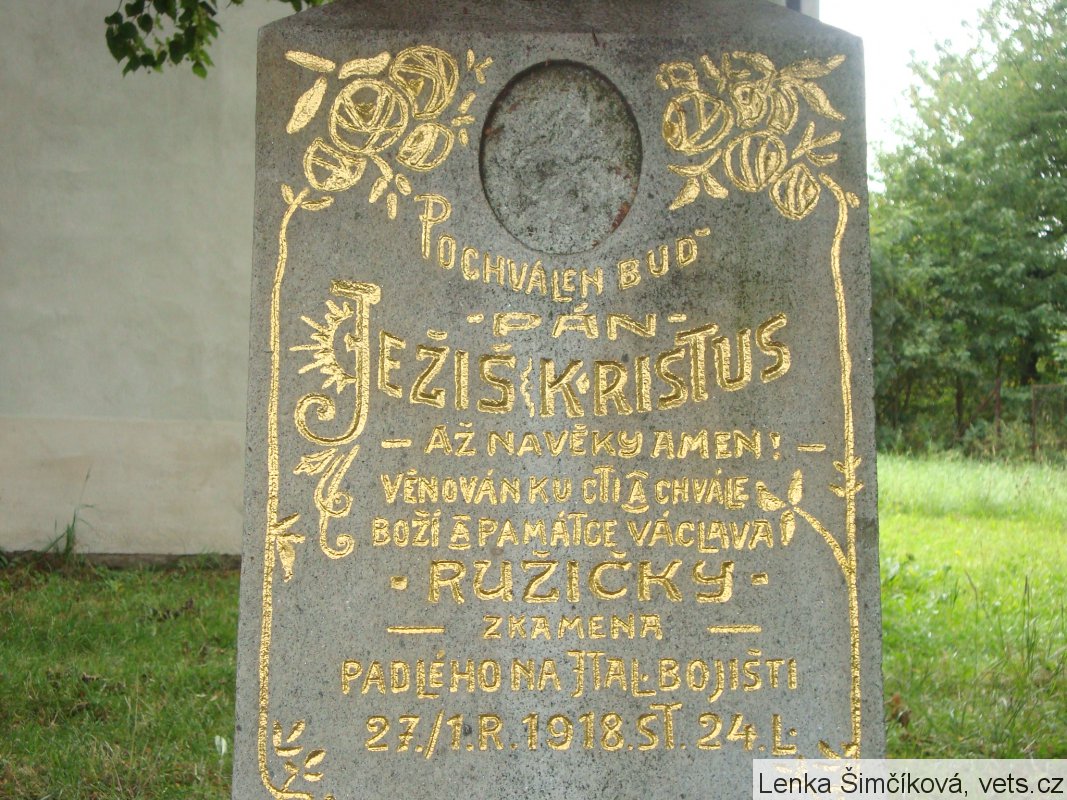 POCHVÁLEN BUĎ
- PÁN -
JEŽIŠ KRISTUS
- AŽ NAVĚKY AMEN! -
VĚNOVÁN KU CTI A CHVÁLE
BOŽÍ A PAMÁTCE VÁCLAVA
· RUŽIČKY ·
- ZKAMENA -
PADLÉHO NA ITAL. BOJIŠTI
27./1. R. 1918. ST. 24. L.
Lenka Šimčíková, vets.cz